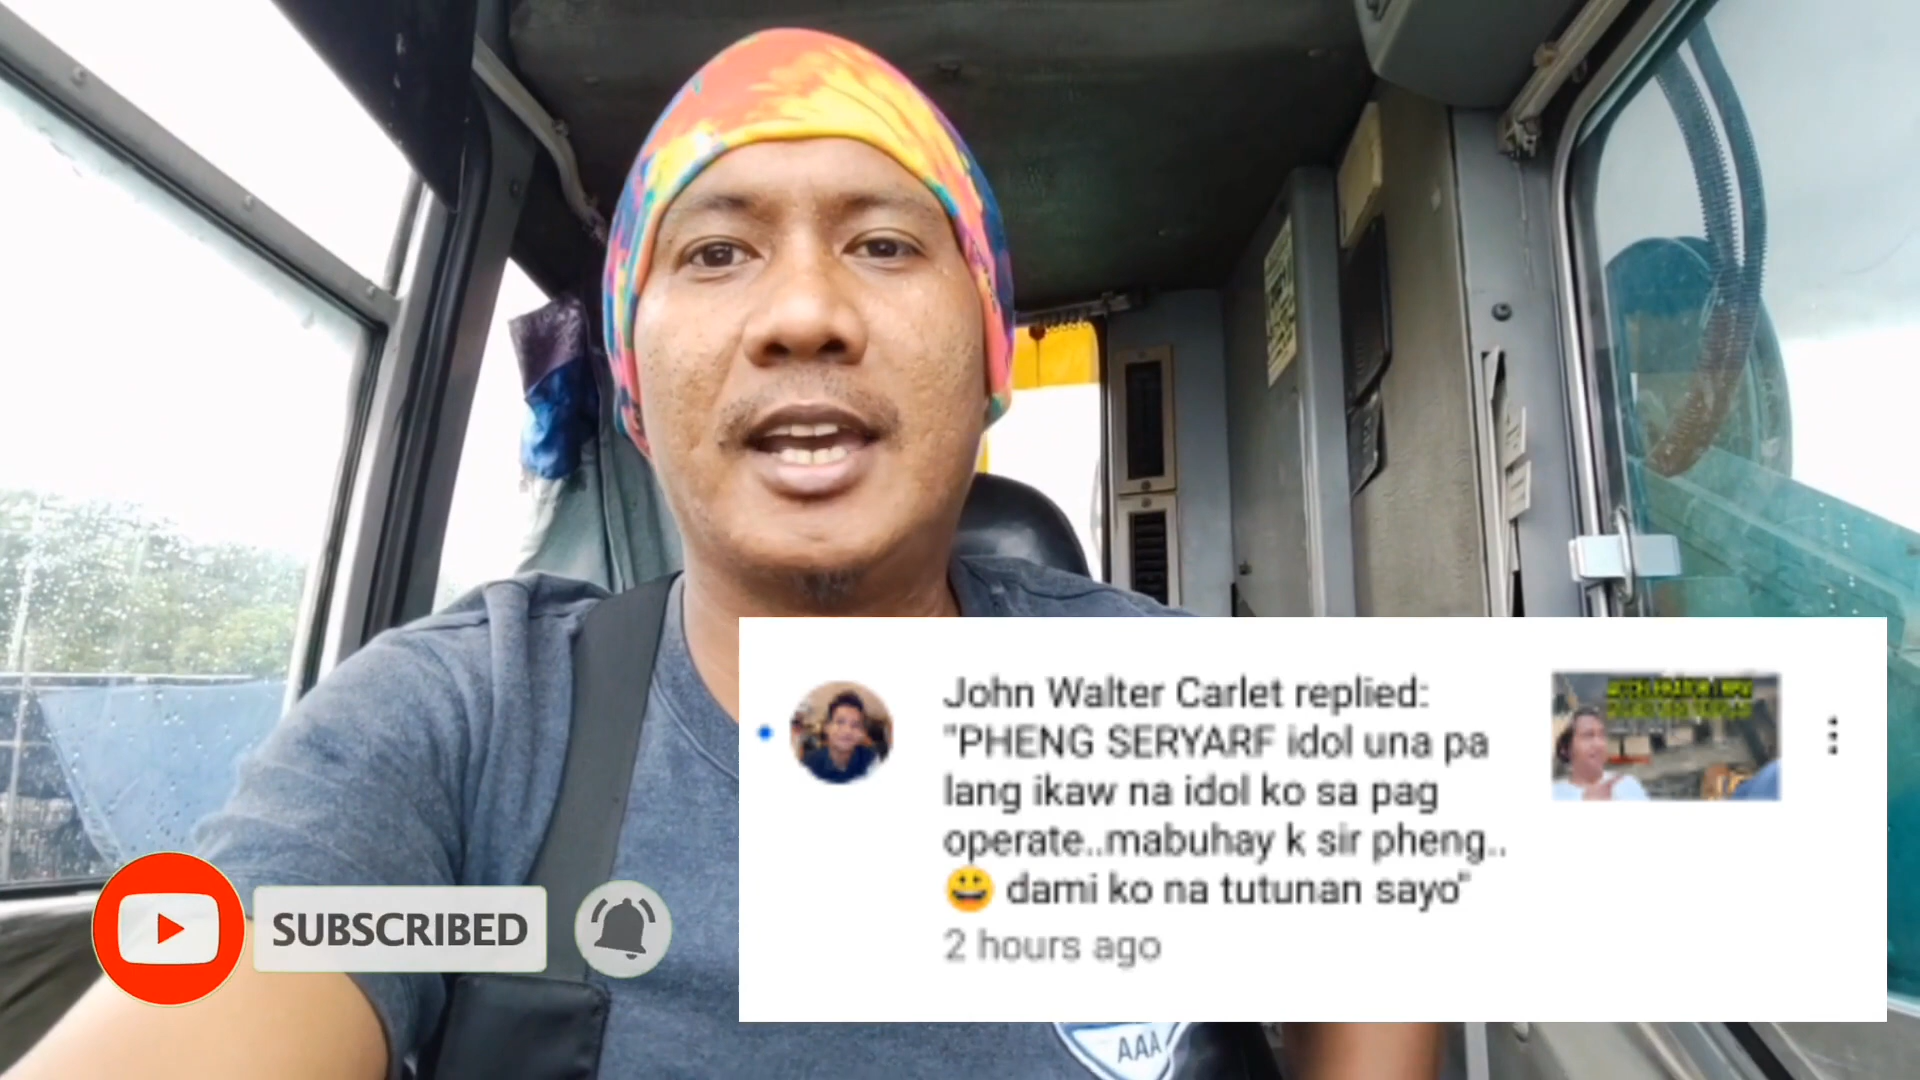 John Walter Carlet replied:
"PHENG SERYARF idol una pa
lang ikaw na idol ko sa pag
operate..mabuhay k sir pheng..
😀 dami ko na tutunan sayo"
2 hours ago
SUBSCRIBED
AAA